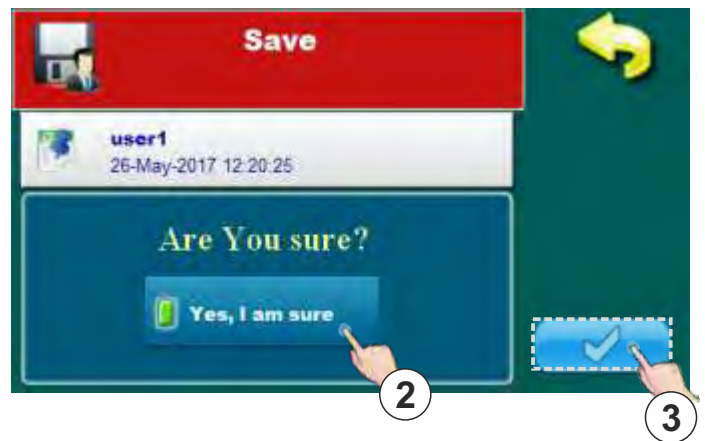 Save
user1
26-May-2017 12:20:25
Are You sure?
Yes, I am sure
2
3